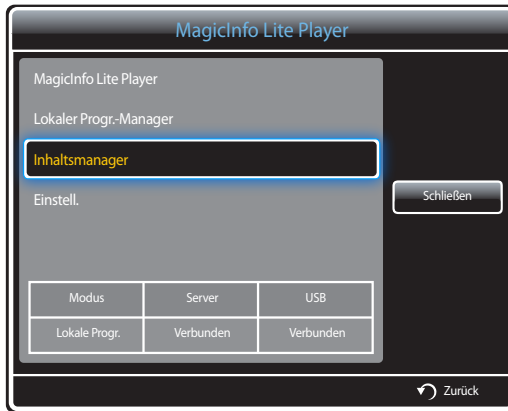 MagicInfo Lite Player
MagicInfo Lite Player
Lokaler Progr.-Manager
Inhaltsmanager
Einstell.
Schließen
Modus Server USB
Lokale Progr. Verbunden Verbunden
Zurück